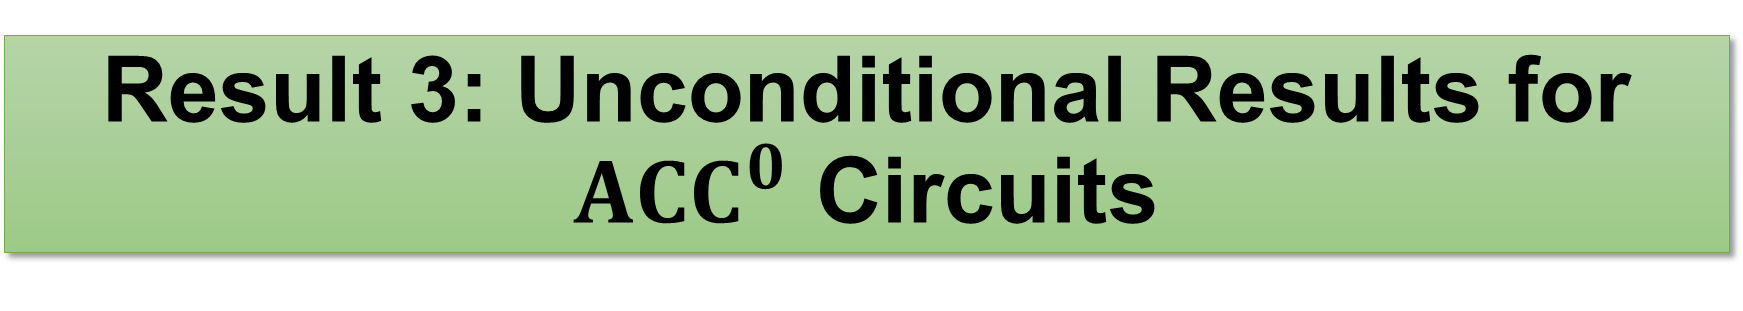 Result 3: Unconditional Results for
ACC⁰ Circuits